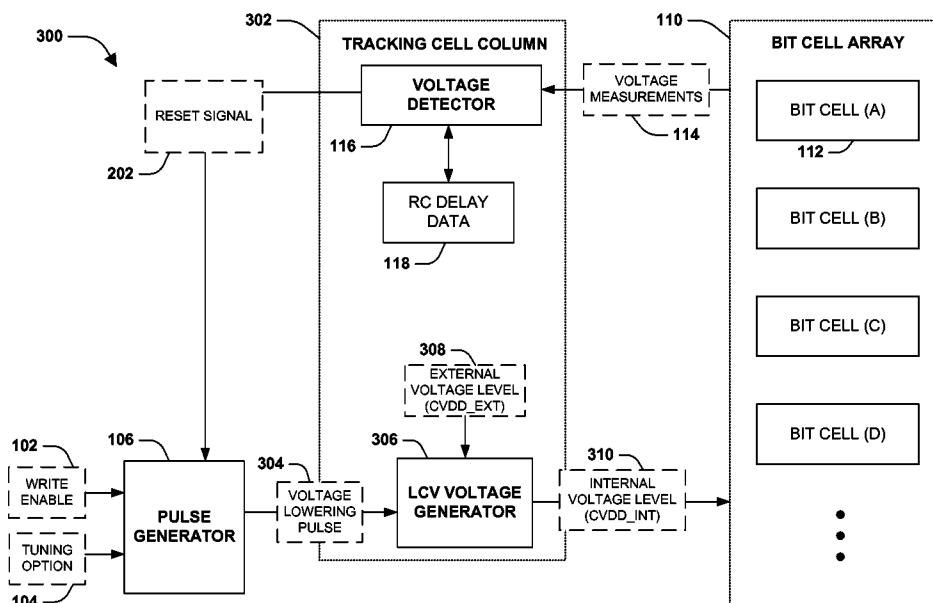 300
302
TRACKING CELL COLUMN
110
BIT CELL ARRAY
RESET SIGNAL
202
VOLTAGE
DETECTOR
116
VOLTAGE
MEASUREMENTS
114
BIT CELL (A)
112
RC DELAY
DATA
118
BIT CELL (B)
BIT CELL (C)
BIT CELL (D)
308
EXTERNAL
VOLTAGE LEVEL
(CVDD_EXT)
102
WRITE
ENABLE
TUNING
OPTION
104
106
PULSE
GENERATOR
304
VOLTAGE
LOWERING
PULSE
306
LCV VOLTAGE
GENERATOR
310
INTERNAL
VOLTAGE LEVEL
(CVDD_INT)